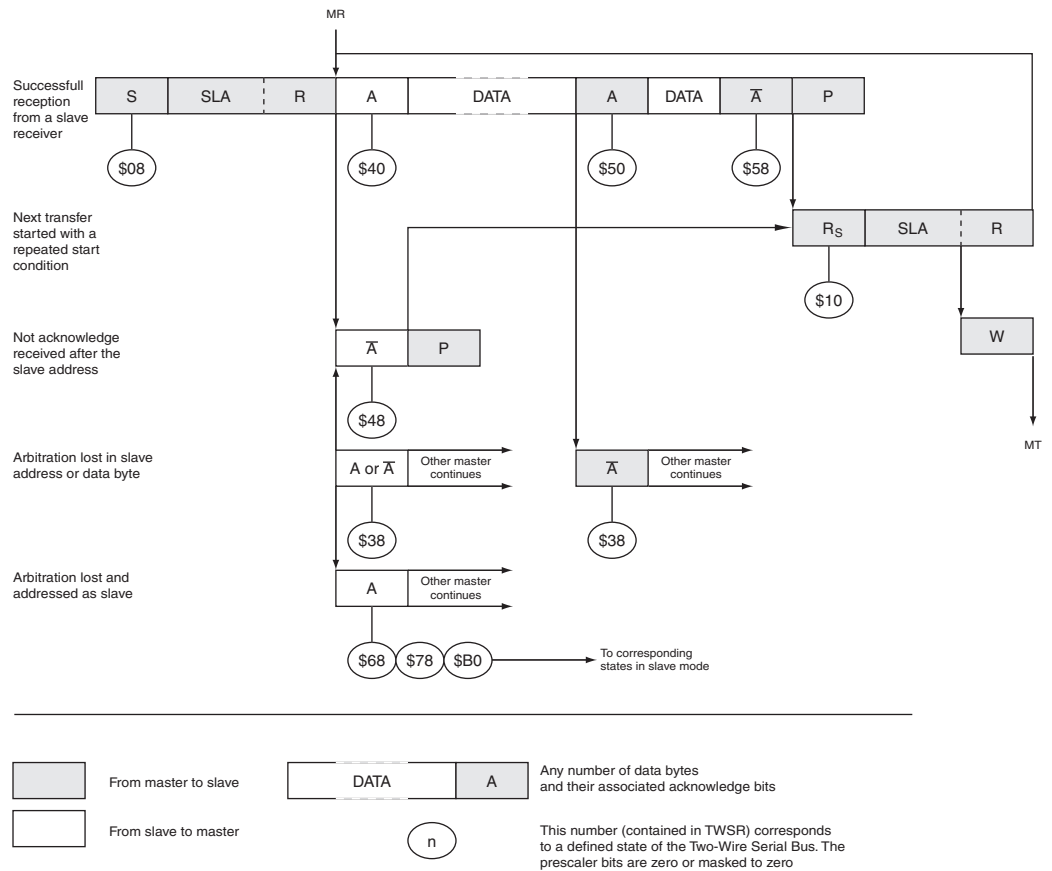 MR
Successfull
reception
from a slave
receiver
S SLA R A DATA A DATA A̅ P
$08 $40 $50 $58
Next transfer
started with a
repeated start
condition
RS SLA R
$10
Not acknowledge
received after the
slave address
A̅ P
W
$48
MT
Arbitration lost in slave
address or data byte
A or A̅
Other master
continues
A̅
Other master
continues
$38 $38
Arbitration lost and
addressed as slave
A
Other master
continues
$68 $78 $B0
To corresponding
states in slave mode
From master to slave
DATA A
Any number of data bytes
and their associated acknowledge bits
From slave to master
n
This number (contained in TWSR) corresponds
to a defined state of the Two-Wire Serial Bus. The
prescaler bits are zero or masked to zero